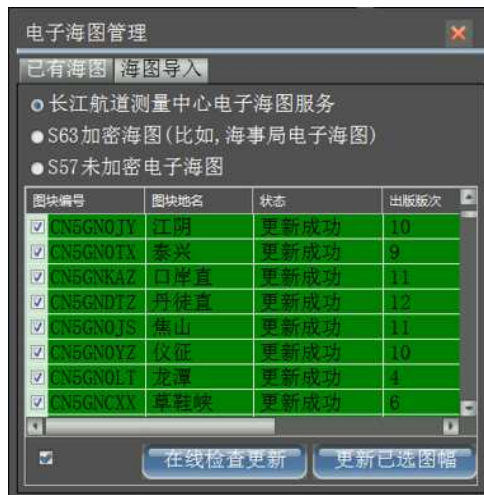 电子海图管理
已有海图 海图导入
长江航道测量中心电子海图服务
S63加密海图(比如,海事局电子海图)
S57未加密电子海图
图块编号 图块地名 状态 出版版次
CN5GN0JY 江阴 更新成功 10
CN5GN0TX 泰兴 更新成功 9
CN5GNKAZ 口岸直 更新成功 11
CN5GNDTZ 丹徒直 更新成功 12
CN5GN0JS 焦山 更新成功 11
CN5GN0YZ 仪征 更新成功 10
CN5GN0LT 龙潭 更新成功 4
CN5GNCXX 草鞋峡 更新成功 6
在线检查更新 更新已选图幅